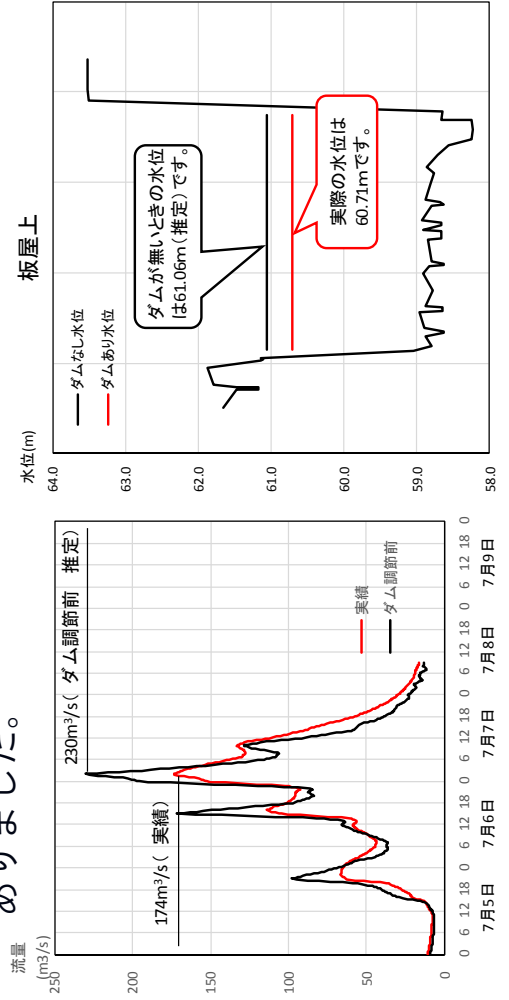 ありました。
流量
(m3/s)
250
200
150
100
50
0
230m³/s( ダム調節前 推定)
174m³/s( 実績)
実績
ダム調節前
0 6 12 18 0 6 12 18 0 6 12 18 0 6 12 18 0 6 12 18 0
7月5日 7月6日 7月7日 7月8日 7月9日
板屋上
水位(m)
64.0
63.0
62.0
61.0
60.0
59.0
58.0
ダムなし水位
ダムあり水位
ダムが無いときの水位
は61.06m(推定)です。
実際の水位は
60.71mです。